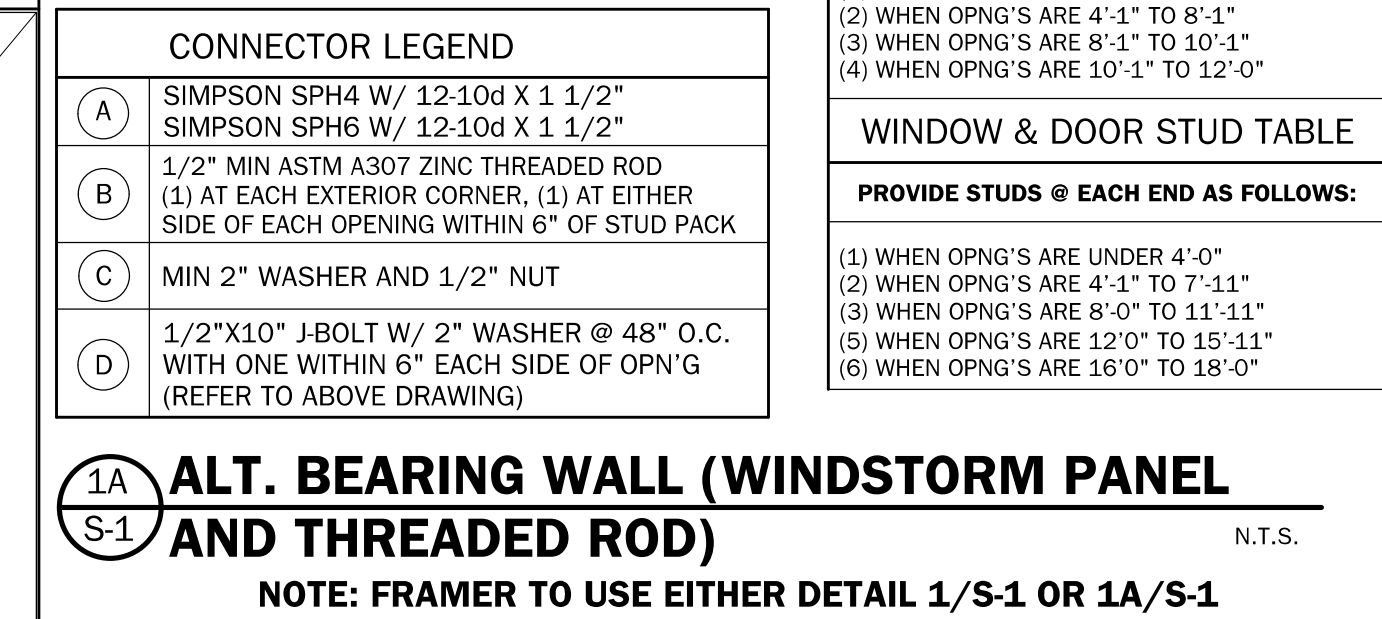 CONNECTOR LEGEND
A
SIMPSON SPH4 W/ 12-10d X 1 1/2"
SIMPSON SPH6 W/ 12-10d X 1 1/2"
B
1/2" MIN ASTM A307 ZINC THREADED ROD
(1) AT EACH EXTERIOR CORNER, (1) AT EITHER
SIDE OF EACH OPENING WITHIN 6" OF STUD PACK
C
MIN 2" WASHER AND 1/2" NUT
D
1/2"X10" J-BOLT W/ 2" WASHER @ 48" O.C.
WITH ONE WITHIN 6" EACH SIDE OF OPN'G
(REFER TO ABOVE DRAWING)
(2) WHEN OPNG'S ARE 4'-1" TO 8'-1"
(3) WHEN OPNG'S ARE 8'-1" TO 10'-1"
(4) WHEN OPNG'S ARE 10'-1" TO 12'-0"
WINDOW & DOOR STUD TABLE
PROVIDE STUDS @ EACH END AS FOLLOWS:
(1) WHEN OPNG'S ARE UNDER 4'-0"
(2) WHEN OPNG'S ARE 4'-1" TO 7'-11"
(3) WHEN OPNG'S ARE 8'-0" TO 11'-11"
(5) WHEN OPNG'S ARE 12'0" TO 15'-11"
(6) WHEN OPNG'S ARE 16'0" TO 18'-0"
1A
S-1
ALT. BEARING WALL (WINDSTORM PANEL
AND THREADED ROD)
N.T.S.
NOTE: FRAMER TO USE EITHER DETAIL 1/S-1 OR 1A/S-1